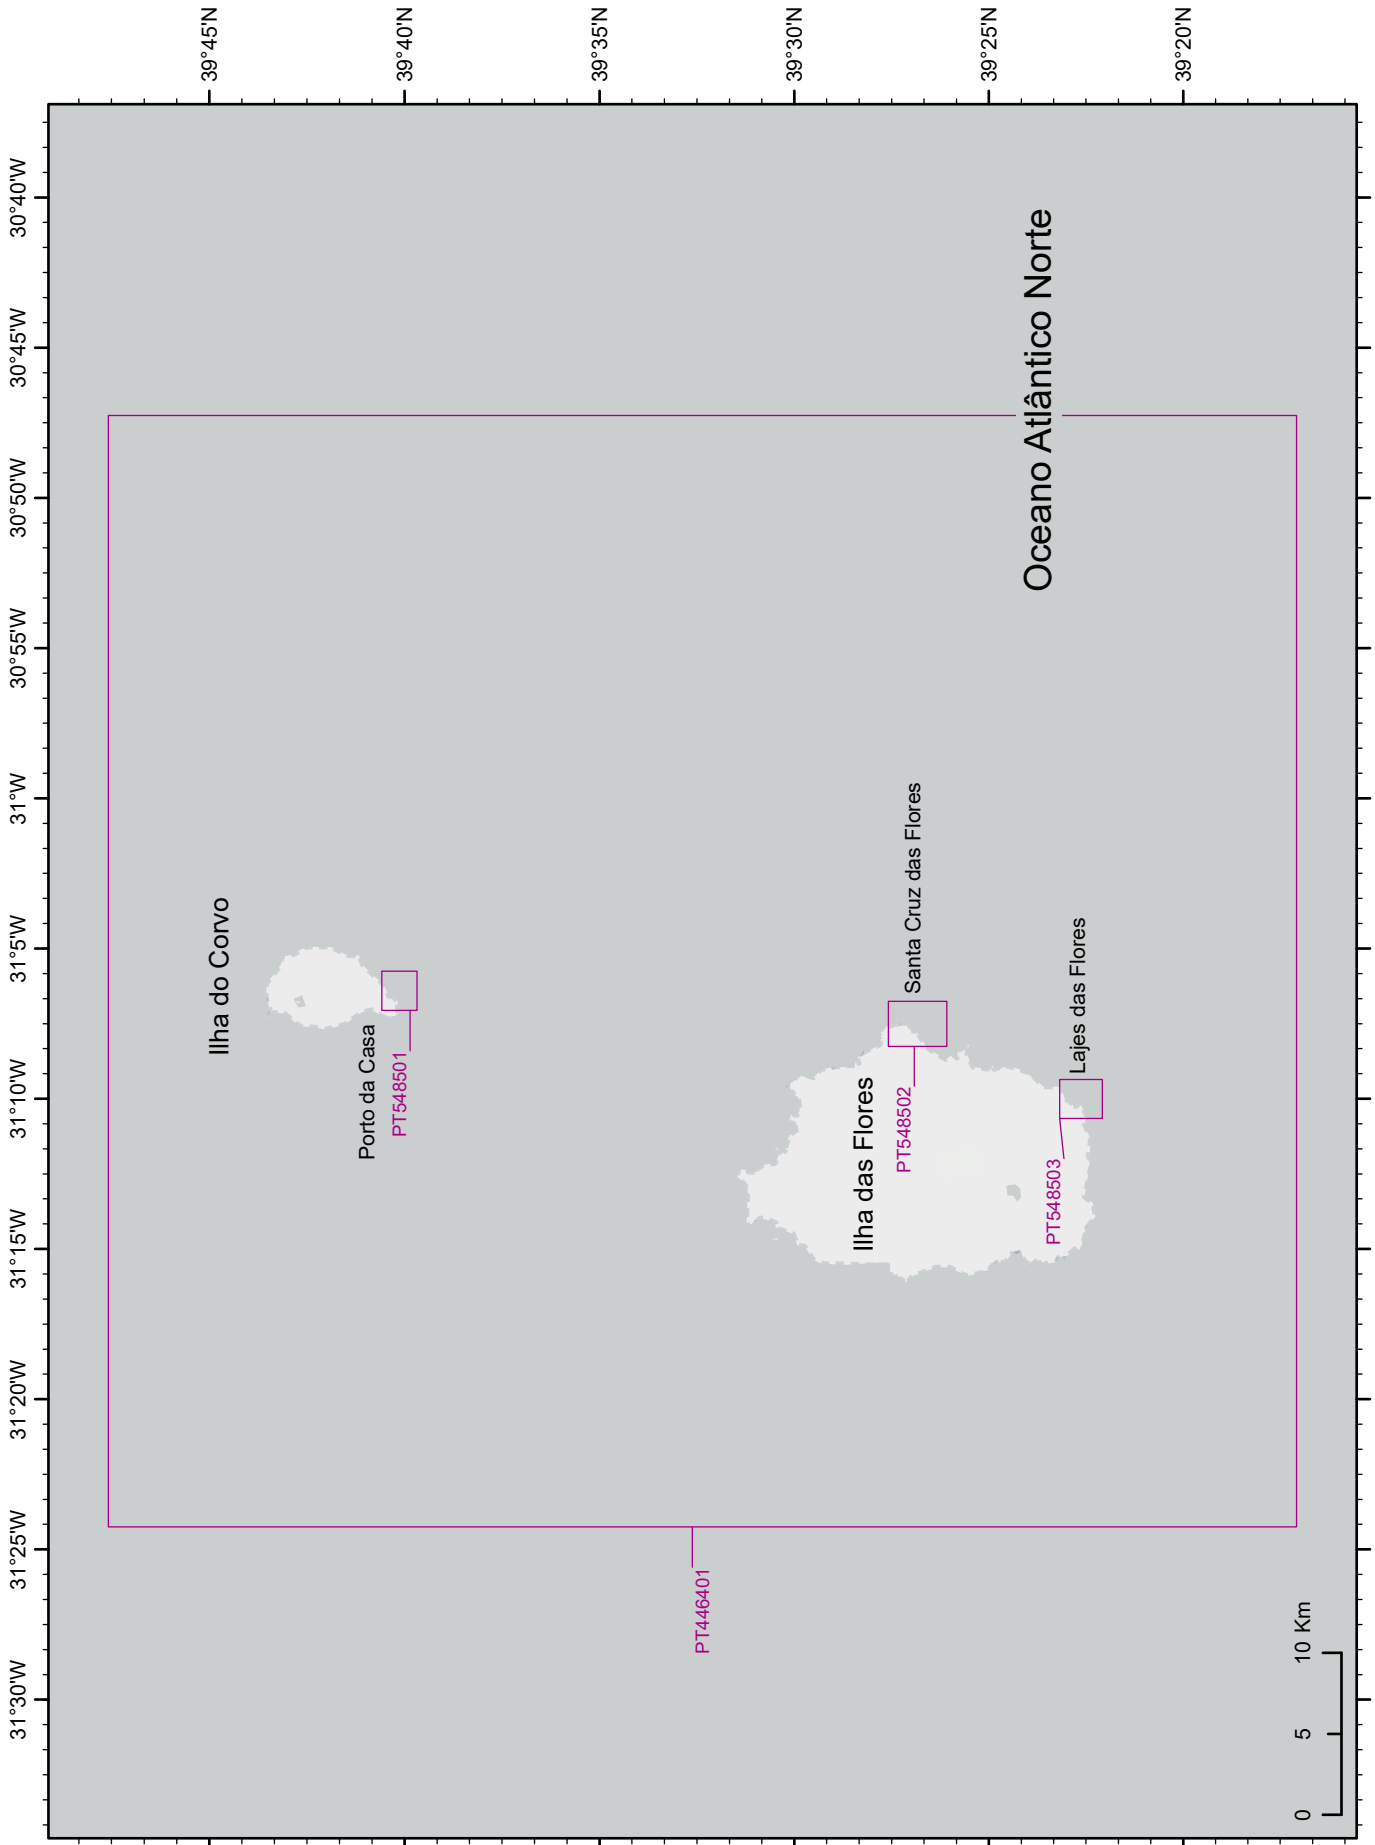 31°30'W
31°25'W
31°20'W
31°15'W
31°10'W
31°5'W
31°W
30°55'W
30°50'W
30°45'W
30°40'W
39°45'N
39°40'N
39°35'N
39°30'N
39°25'N
39°20'N
Ilha do Corvo
Porto da Casa
PT548501
PT446401
Ilha das Flores
PT548502
Santa Cruz das Flores
Oceano Atlântico Norte
PT548503
Lajes das Flores
0 5 10 Km